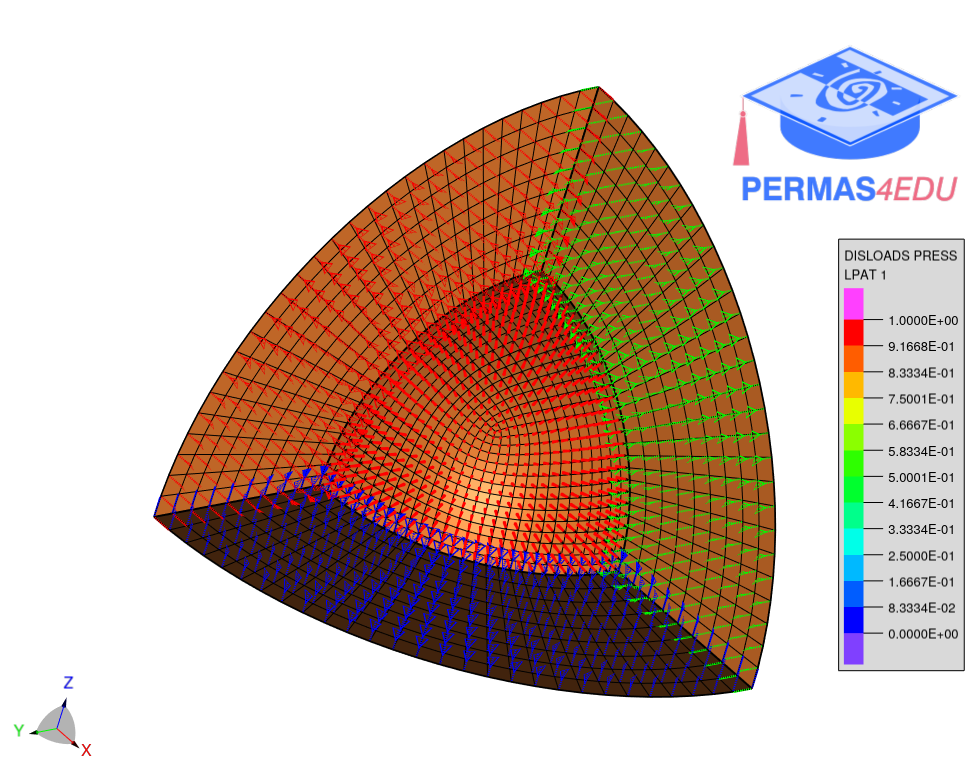 PERMAS4EDU
DISLOADS PRESS
LPAT 1
1.0000E+00
9.1668E-01
8.3334E-01
7.5001E-01
6.6667E-01
5.8334E-01
5.0001E-01
4.1667E-01
3.3334E-01
2.5000E-01
1.6667E-01
8.3334E-02
0.0000E+00
Z
Y
X